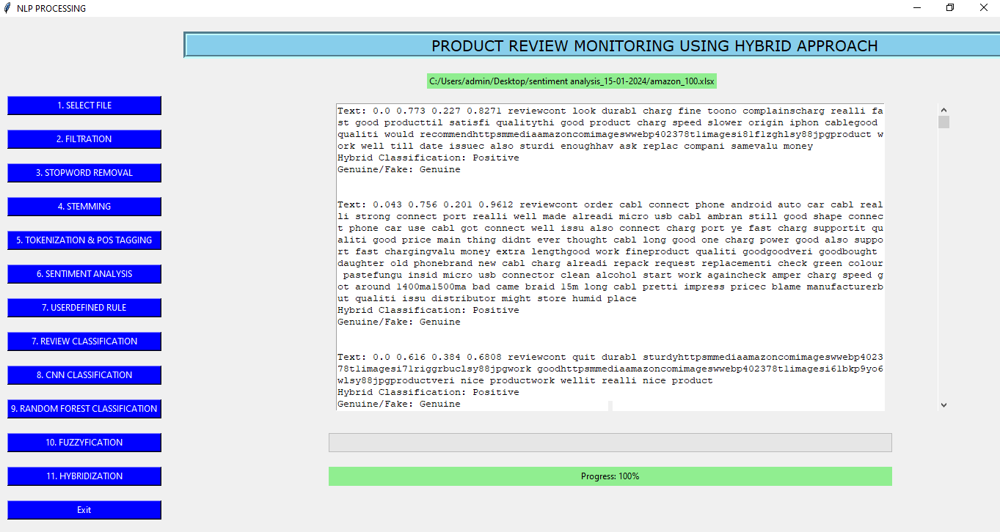 NLP PROCESSING
PRODUCT REVIEW MONITORING USING HYBRID APPROACH
C:/Users/admin/Desktop/sentiment analysis_15-01-2024/amazon_100.xlsx
1. SELECT FILE
2. FILTRATION
3. STOPWORD REMOVAL
4. STEMMING
5. TOKENIZATION & POS TAGGING
6. SENTIMENT ANALYSIS
7. USERDEFINED RULE
7. REVIEW CLASSIFICATION
8. CNN CLASSIFICATION
9. RANDOM FOREST CLASSIFICATION
10. FUZZYFICATION
11. HYBRIDIZATION
Exit
Text: 0.0 0.773 0.227 0.8271 reviewcont look durabl charg fine toono complainscharg realli fa
st good producttil satisfi qualitythi good product charg speed slower origin iphon cablegood
qualiti would recommendhttpsmmediaamazoncomimageswwebp402378tlimagesi81flzghlsy88jpgproduct w
ork well till date issuec also sturdi enoughhav ask replac compani samevalu money
Hybrid Classification: Positive
Genuine/Fake: Genuine
Text: 0.043 0.756 0.201 0.9612 reviewcont order cabl connect phone android auto car cabl real
li strong connect port realli well made alreadi micro usb cabl ambran still good shape connec
t phone car use cabl got connect well issu also connect charg port ye fast charg supportit qu
aliti good price main thing didnt ever thought cabl long good one charg power good also suppo
rt fast chargingvalu money extra lengthgood work fineproduct qualiti goodgoodveri goodbought
daughter old phonebrand new cabl charg alreadi repack request replacementi check green colour
 pastefungu insid micro usb connector clean alcohol start work againcheck amper charg speed g
ot around 1400ma1500ma bad came braid 15m long cabl pretti impress pricec blame manufacturerb
ut qualiti issu distributor might store humid place
Hybrid Classification: Positive
Genuine/Fake: Genuine
Text: 0.0 0.616 0.384 0.6808 reviewcont quit durabl sturdyhttpsmmediaamazoncomimageswwebp4023
78tlimagesi71riggrbuclsy88jpgwork goodhttpsmmediaamazoncomimageswwebp402378tlimagesi61bkp9yo6
wlsy88jpgproductveri nice productwork wellit realli nice product
Hybrid Classification: Positive
Genuine/Fake: Genuine
Progress: 100%